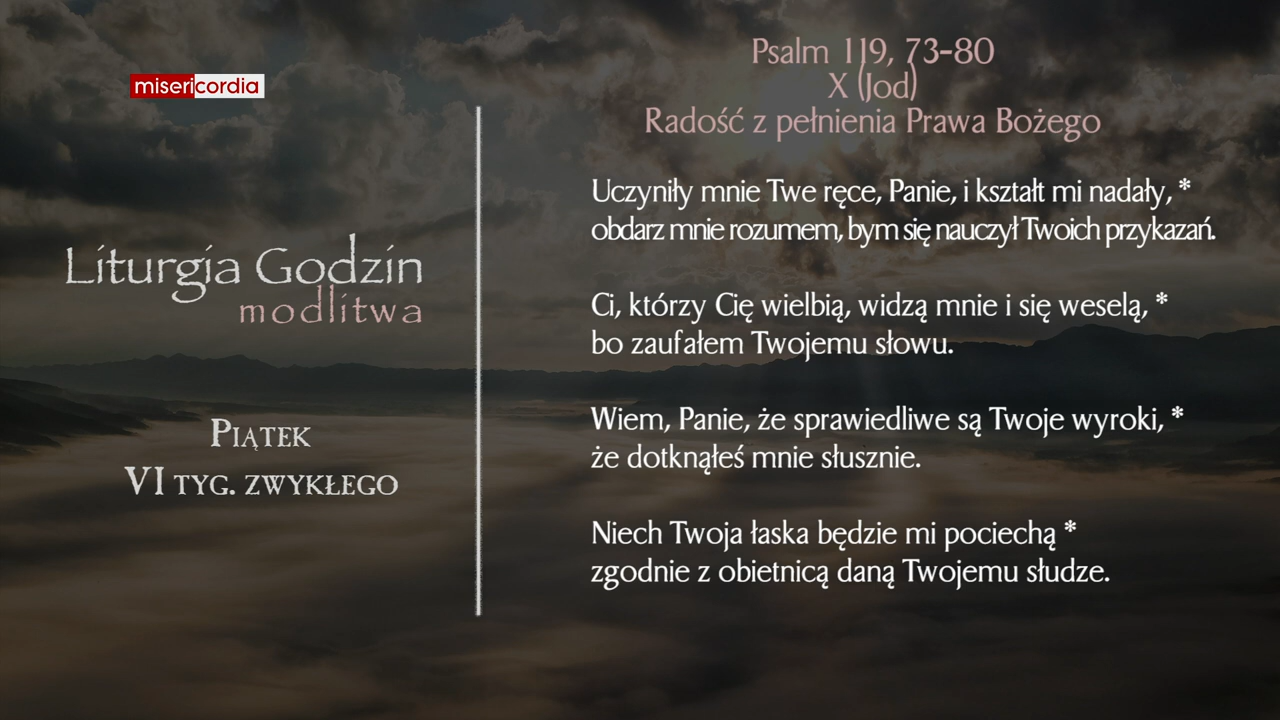 misericordia
Liturgia Godzin
modlitwa
Piątek
VI tyg. zwykłego
Psalm 119, 73-80
X (Jod)
Radość z pełnienia Prawa Bożego
Uczyniły mnie Twe ręce, Panie, i kształt mi nadały, *
obdarz mnie rozumem, bym się nauczył Twoich przykazań.
Ci, którzy Cię wielbią, widzą mnie i się weselą, *
bo zaufałem Twojemu słowu.
Wiem, Panie, że sprawiedliwe są Twoje wyroki, *
że dotknąłeś mnie słusznie.
Niech Twoja łaska będzie mi pociechą *
zgodnie z obietnicą daną Twojemu słudze.